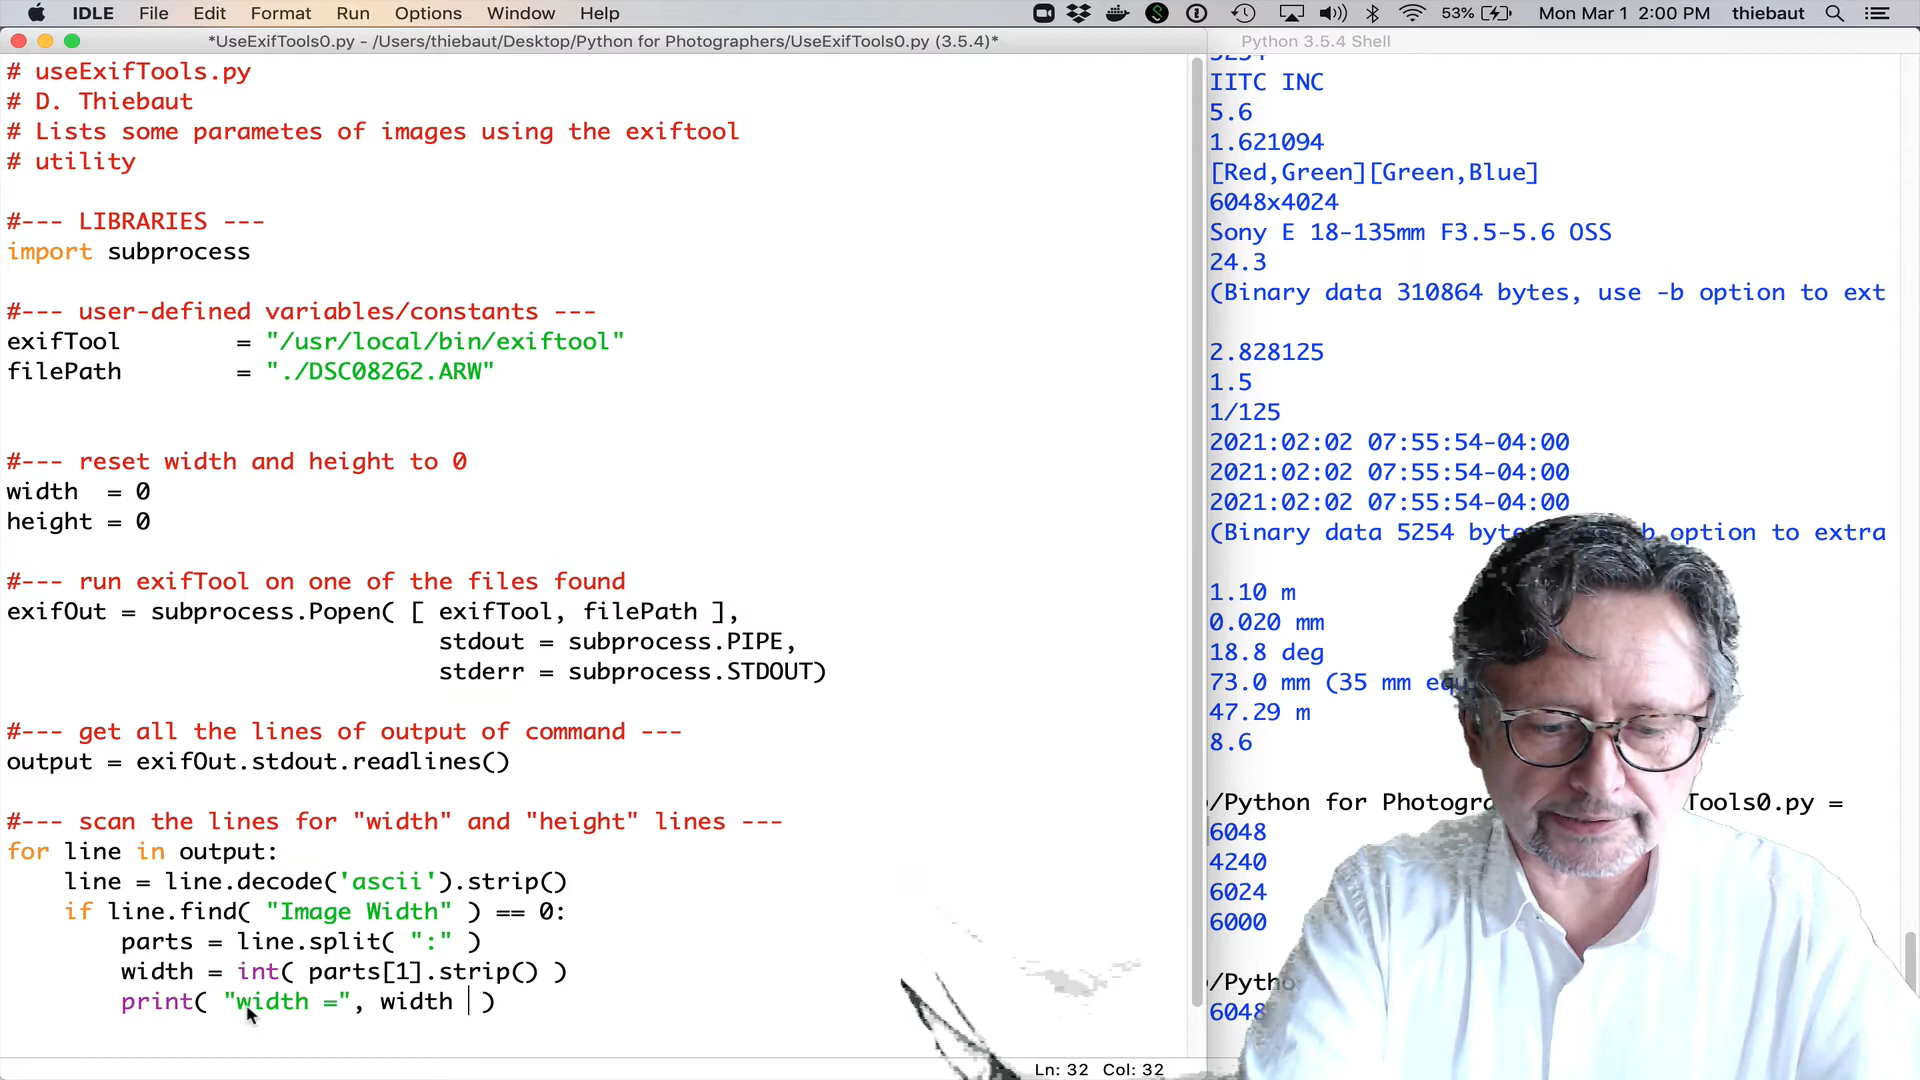 IDLE File Edit Format Run Options Window Help 53% Mon Mar 1 2:00 PM thiebaut
*UseExifTools0.py - /Users/thiebaut/Desktop/Python for Photographers/UseExifTools0.py (3.5.4)*
# useExifTools.py
# D. Thiebaut
# Lists some parametes of images using the exiftool
# utility
#--- LIBRARIES ---
import subprocess
#--- user-defined variables/constants ---
exifTool = "/usr/local/bin/exiftool"
filePath = "./DSC08262.ARW"
#--- reset width and height to 0
width = 0
height = 0
#--- run exifTool on one of the files found
exifOut = subprocess.Popen( [ exifTool, filePath ],
stdout = subprocess.PIPE,
stderr = subprocess.STDOUT)
#--- get all the lines of output of command ---
output = exifOut.stdout.readlines()
#--- scan the lines for "width" and "height" lines ---
for line in output:
line = line.decode('ascii').strip()
if line.find( "Image Width" ) == 0:
parts = line.split( ":" )
width = int( parts[1].strip() )
print( "width =", width )
Ln: 32 Col: 32
Python 3.5.4 Shell
5254
IITC INC
5.6
1.621094
[Red,Green][Green,Blue]
6048x4024
Sony E 18-135mm F3.5-5.6 OSS
24.3
(Binary data 310864 bytes, use -b option to ext
2.828125
1.5
1/125
2021:02:02 07:55:54-04:00
2021:02:02 07:55:54-04:00
2021:02:02 07:55:54-04:00
(Binary data 5254 byte b option to extra
1.10 m
0.020 mm
18.8 deg
73.0 mm (35 mm equ
47.29 m
8.6
/Python for Photogra Tools0.py =
6048
4240
6024
6000
/Pytho
6048